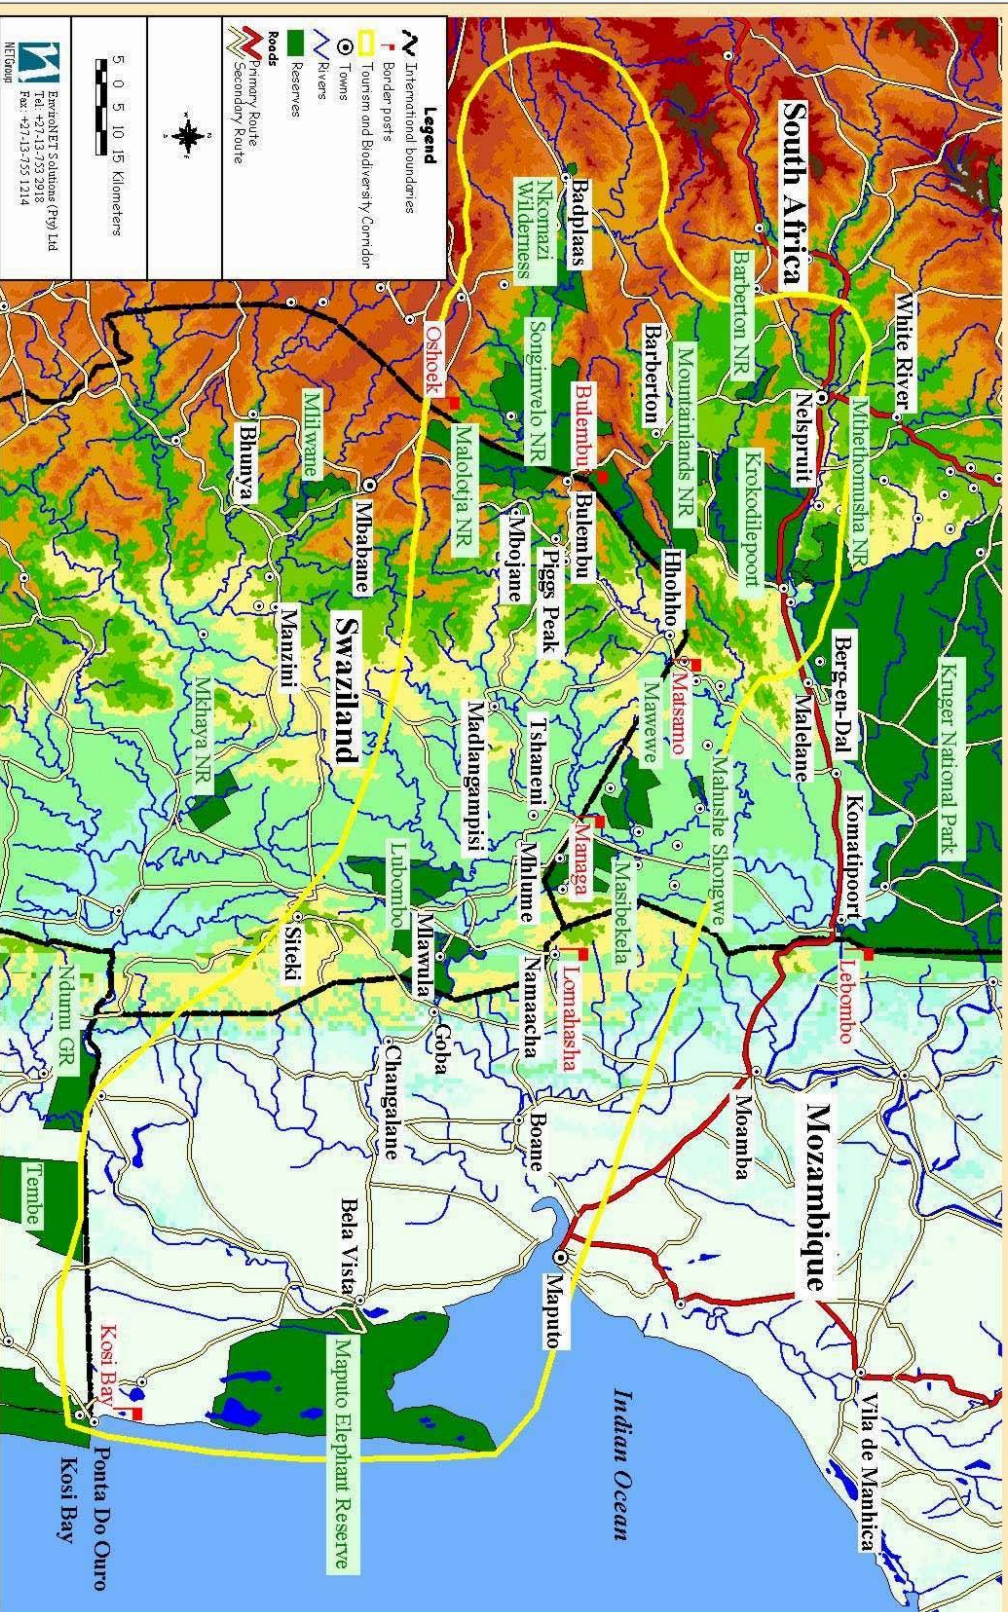 Legend
International boundaries
Border posts
Tourism and Biodiversity Corridor
Towns
Rivers
Reserves
Roads
Primary Route
Secondary Route
N
E
S
W
5 0 5 10 15 Kilometers
NETGroup
EnviroNET Solutions (Pty) Ltd
Tel: +27-13-753 2918
Fax: +27-13-755 1214
South Africa
White River
Mthethomusha NR
Nelspruit
Barberton NR
Krokodilepoort
Mountainlands NR
Barberton
Badplaas
Nkomazi
Wilderness
Songimvelo NR
Bulembu
Bulembu
Oshoek
Malolotja NR
Piggs Peak
Mbojane
Hhohho
Matsamo
Mbabane
Milwane
Bhunya
Manzini
Swaziland
Mkhaya NR
Kruger National Park
Berg-en-Dal
Malelane
Komatipoort
Lebombo
Mahushe Shongwe
Mawewe
Managa
Masibekela
Tshaneni
Madlangampisi
Mhlume
Lomahasha
Namaacha
Lubombo
Mlawula
Goba
Siteki
Changalane
Boane
Ndumu GR
Tembe
Mozambique
Moamba
Vila de Manhica
Maputo
Bela Vista
Indian Ocean
Maputo Elephant Reserve
Kosi Bay
Ponta Do Ouro
Kosi Bay